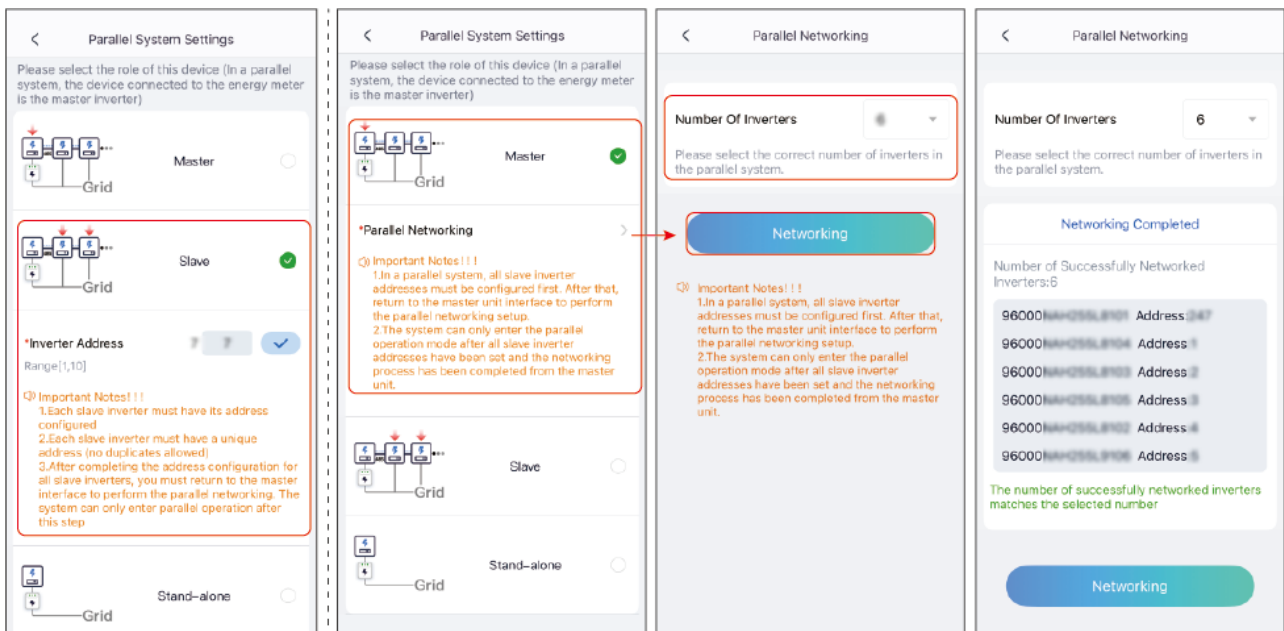 Parallel System Settings
Please select the role of this device (In a parallel
system, the device connected to the energy meter
is the master inverter)
Master
Grid
Slave
Grid
*Inverter Address
Range[1,10]
Important Notes!!!
1.Each slave inverter must have its address
configured
2.Each slave inverter must have a unique
address (no duplicates allowed)
3.After completing the address configuration for
all slave inverters, you must return to the master
interface to perform the parallel networking. The
system can only enter parallel operation after
this step
Stand-alone
Grid
Parallel System Settings
Please select the role of this device (In a parallel
system, the device connected to the energy meter
is the master inverter)
Master
Grid
*Parallel Networking
Important Notes!!!
1.In a parallel system, all slave inverter
addresses must be configured first. After that,
return to the master unit interface to perform
the parallel networking setup.
2.The system can only enter the parallel
operation mode after all slave inverter
addresses have been set and the networking
process has been completed from the master
unit.
Slave
Grid
Stand-alone
Grid
Parallel Networking
Number Of Inverters
Please select the correct number of inverters in
the parallel system.
Networking
Important Notes!!!
1.In a parallel system, all slave inverter
addresses must be configured first. After that,
return to the master unit interface to perform
the parallel networking setup.
2.The system can only enter the parallel
operation mode after all slave inverter
addresses have been set and the networking
process has been completed from the master
unit.
Parallel Networking
Number Of Inverters 6
Please select the correct number of inverters in
the parallel system.
Networking Completed
Number of Successfully Networked
Inverters:6
96000 Address:
96000 Address:
96000 Address:
96000 Address:
96000 Address:
96000 Address:
The number of successfully networked inverters
matches the selected number
Networking